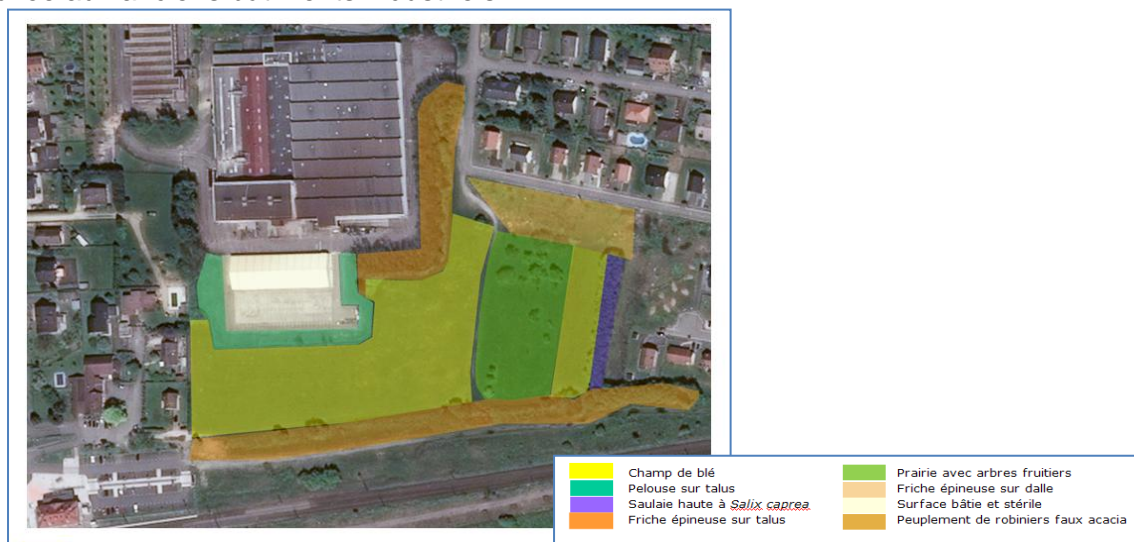 Champ de blé
Pelouse sur talus
Saulaie haute à Salix caprea
Friche épineuse sur talus
Prairie avec arbres fruitiers
Friche épineuse sur dalle
Surface bâtie et stérile
Peuplement de robiniers faux acacia